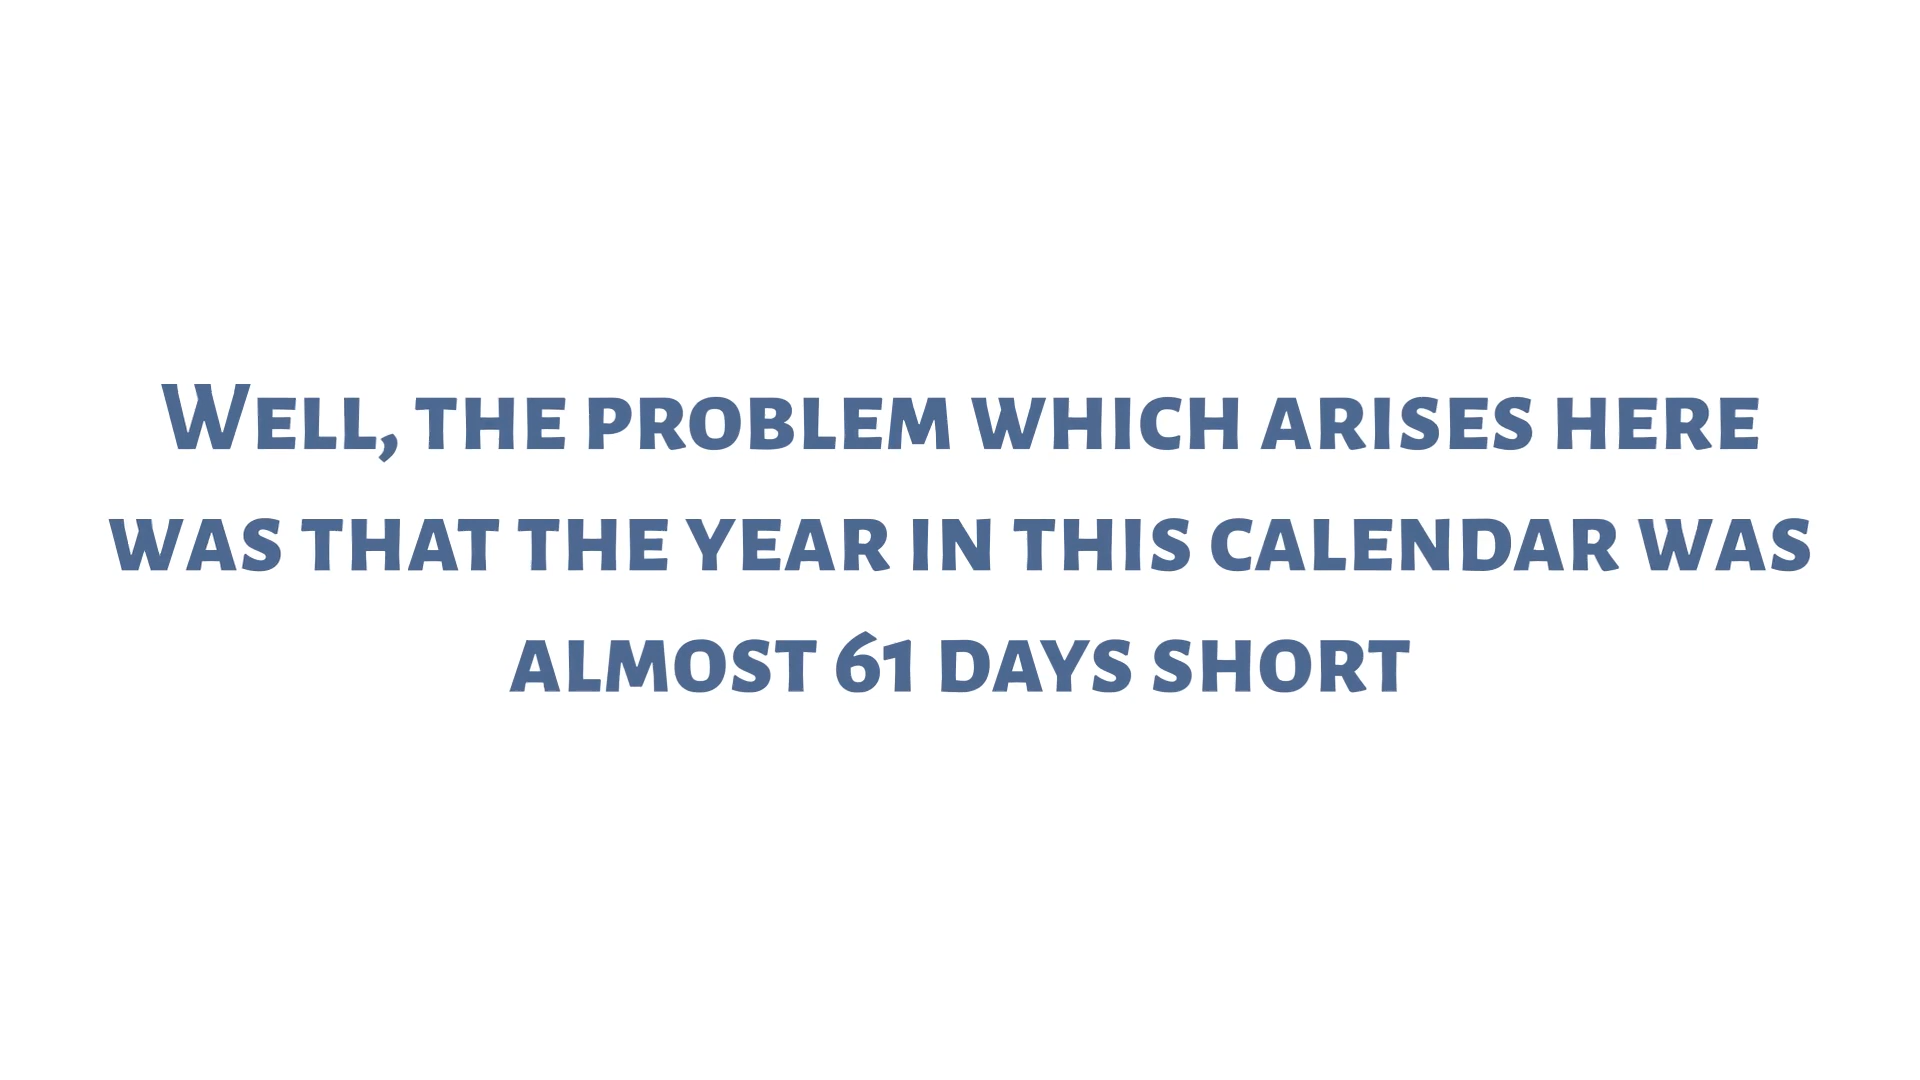 Well, the problem which arises here
was that the year in this calendar was
almost 61 days short